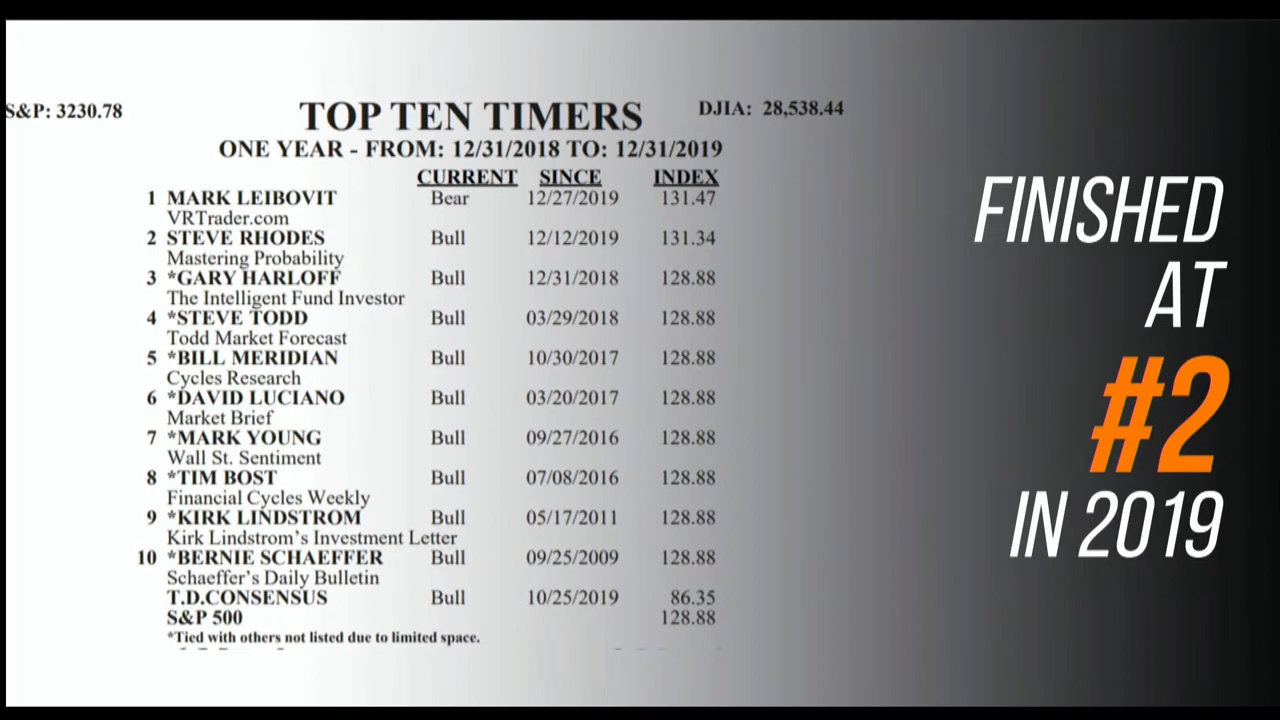 S&P: 3230.78
TOP TEN TIMERS
DJIA: 28,538.44
ONE YEAR - FROM: 12/31/2018 TO: 12/31/2019
CURRENT SINCE INDEX
1 MARK LEIBOVIT Bear 12/27/2019 131.47
VRTrader.com
2 STEVE RHODES Bull 12/12/2019 131.34
Mastering Probability
3 *GARY HARLOFF Bull 12/31/2018 128.88
The Intelligent Fund Investor
4 *STEVE TODD Bull 03/29/2018 128.88
Todd Market Forecast
5 *BILL MERIDIAN Bull 10/30/2017 128.88
Cycles Research
6 *DAVID LUCIANO Bull 03/20/2017 128.88
Market Brief
7 *MARK YOUNG Bull 09/27/2016 128.88
Wall St. Sentiment
8 *TIM BOST Bull 07/08/2016 128.88
Financial Cycles Weekly
9 *KIRK LINDSTROM Bull 05/17/2011 128.88
Kirk Lindstrom's Investment Letter
10 *BERNIE SCHAEFFER Bull 09/25/2009 128.88
Schaeffer's Daily Bulletin
T.D.CONSENSUS Bull 10/25/2019 86.35
S&P 500 128.88
*Tied with others not listed due to limited space.
FINISHED
AT
#2
IN 2019